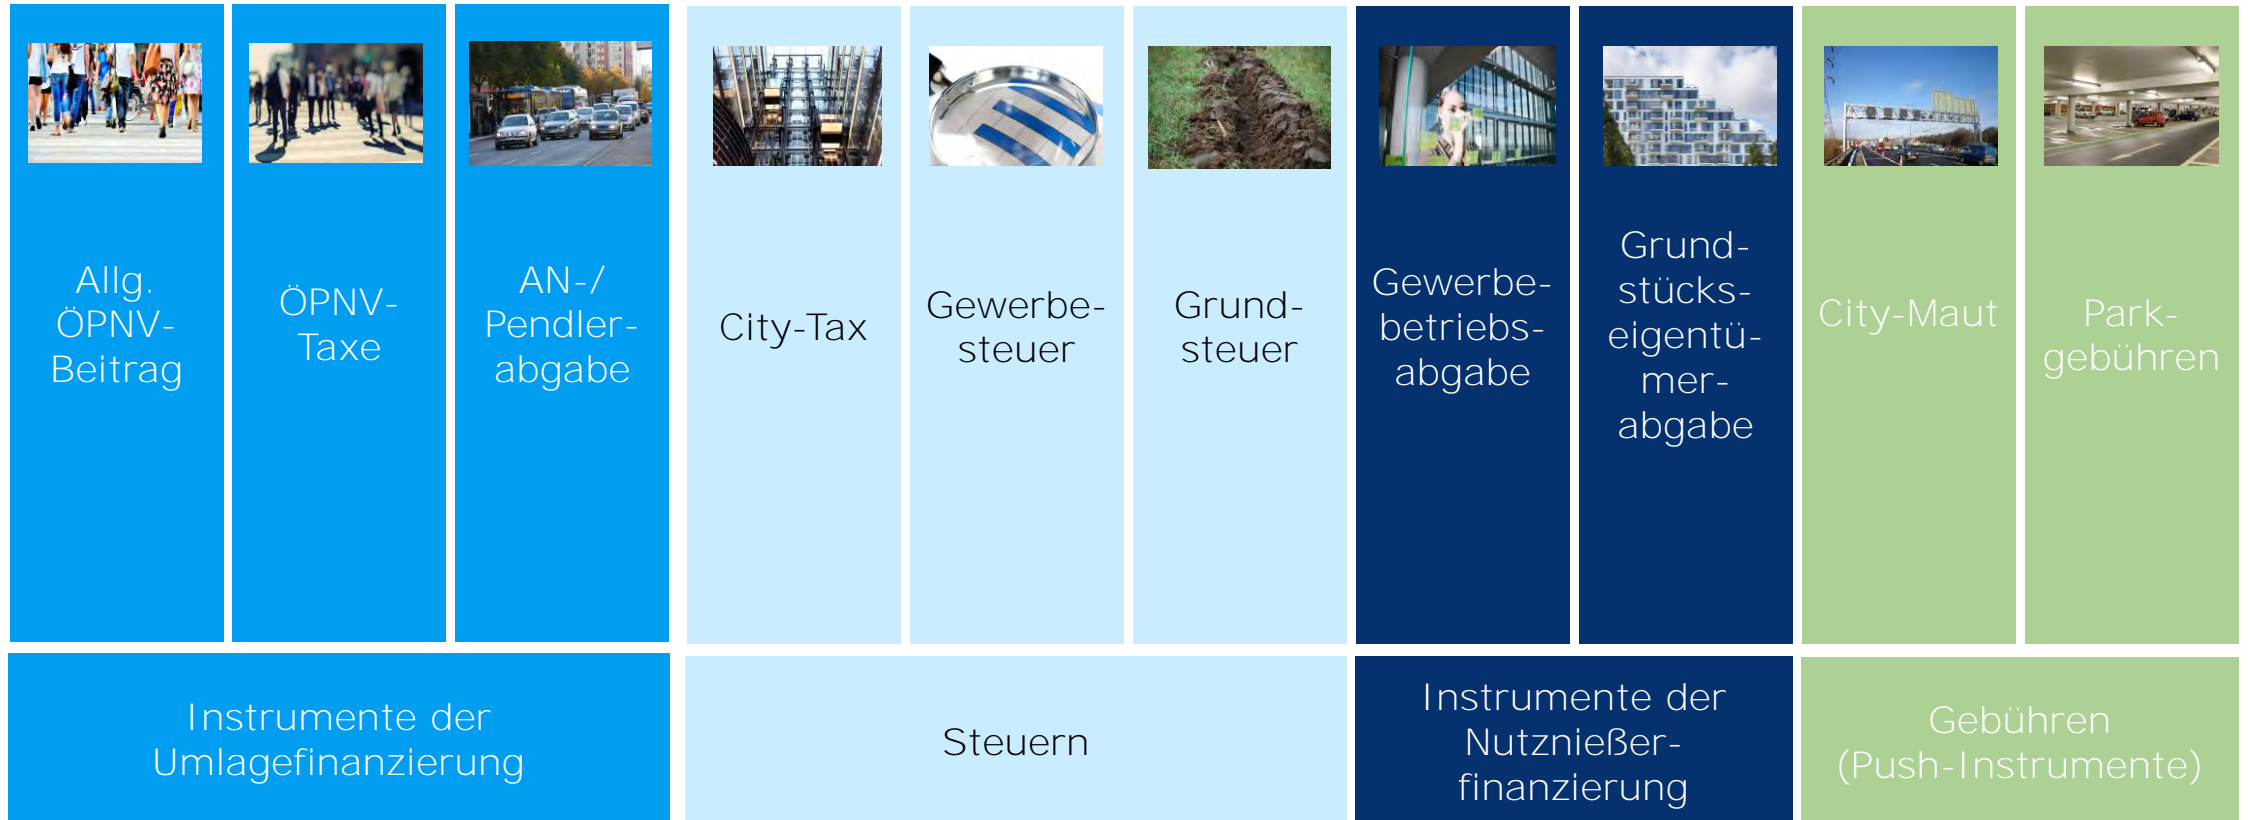 Allg.
ÖPNV-
Beitrag
ÖPNV-
Taxe
AN-/
Pendler-
abgabe
City-Tax
Gewerbe-
steuer
Grund-
steuer
Gewerbe-
betriebs-
abgabe
Grund-
stücks-
eigentü-
mer-
abgabe
City-Maut
Park-
gebühren
Instrumente der
Umlagefinanzierung
Steuern
Instrumente der
Nutznießer-
finanzierung
Gebühren
(Push-Instrumente)